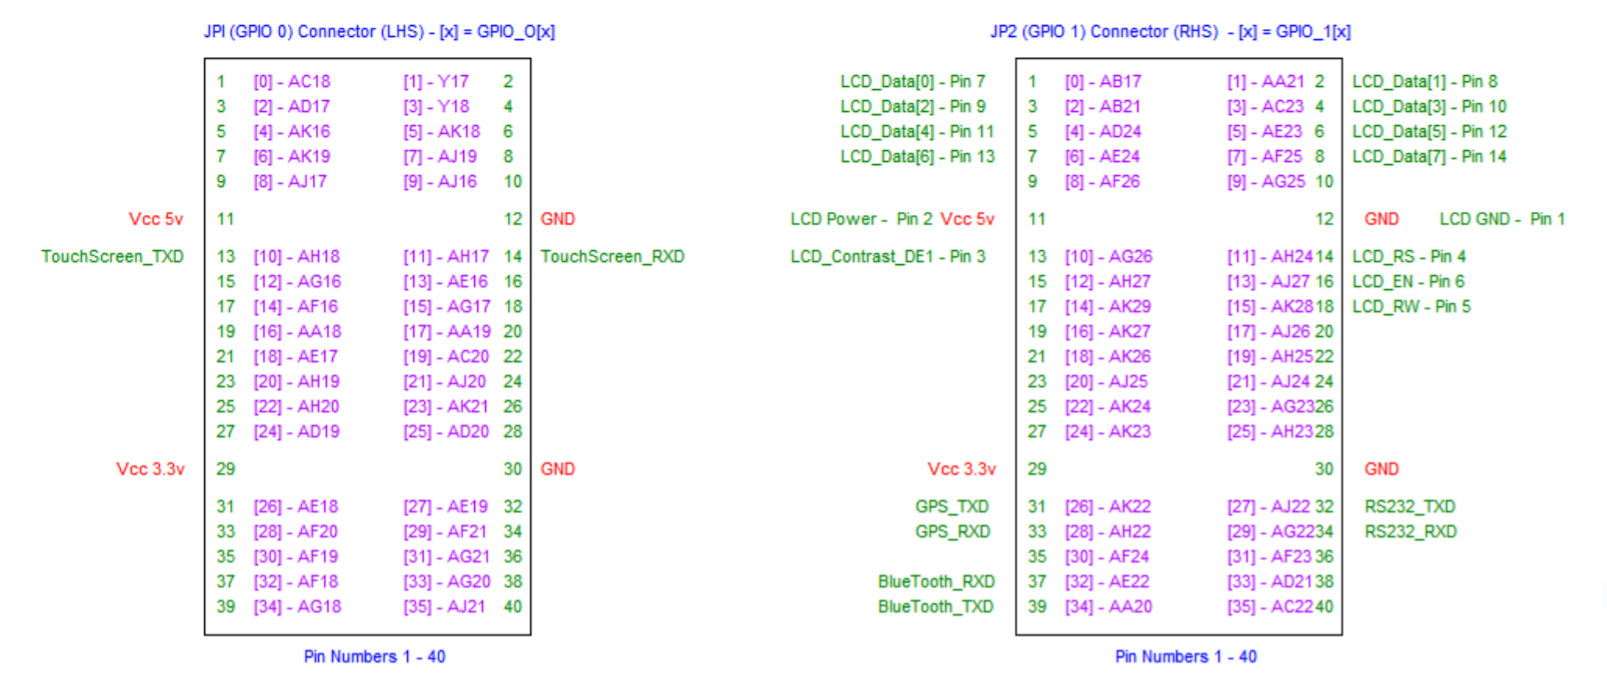 JPI (GPIO 0) Connector (LHS) - [x] = GPIO_O[x]
1 [0] - AC18 [1] - Y17 2
3 [2] - AD17 [3] - Y18 4
5 [4] - AK16 [5] - AK18 6
7 [6] - AK19 [7] - AJ19 8
9 [8] - AJ17 [9] - AJ16 10
Vcc 5v 11 12 GND
TouchScreen_TXD 13 [10] - AH18 [11] - AH17 14 TouchScreen_RXD
15 [12] - AG16 [13] - AE16 16
17 [14] - AF16 [15] - AG17 18
19 [16] - AA18 [17] - AA19 20
21 [18] - AE17 [19] - AC20 22
23 [20] - AH19 [21] - AJ20 24
25 [22] - AH20 [23] - AK21 26
27 [24] - AD19 [25] - AD20 28
Vcc 3.3v 29 30 GND
31 [26] - AE18 [27] - AE19 32
33 [28] - AF20 [29] - AF21 34
35 [30] - AF19 [31] - AG21 36
37 [32] - AF18 [33] - AG20 38
39 [34] - AG18 [35] - AJ21 40
Pin Numbers 1 - 40
JP2 (GPIO 1) Connector (RHS) - [x] = GPIO_1[x]
LCD_Data[0] - Pin 7 1 [0] - AB17 [1] - AA21 2 LCD_Data[1] - Pin 8
LCD_Data[2] - Pin 9 3 [2] - AB21 [3] - AC23 4 LCD_Data[3] - Pin 10
LCD_Data[4] - Pin 11 5 [4] - AD24 [5] - AE23 6 LCD_Data[5] - Pin 12
LCD_Data[6] - Pin 13 7 [6] - AE24 [7] - AF25 8 LCD_Data[7] - Pin 14
9 [8] - AF26 [9] - AG25 10
LCD Power - Pin 2 Vcc 5v 11 12 GND LCD GND - Pin 1
LCD_Contrast_DE1 - Pin 3 13 [10] - AG26 [11] - AH24 14 LCD_RS - Pin 4
15 [12] - AH27 [13] - AJ27 16 LCD_EN - Pin 6
17 [14] - AK29 [15] - AK28 18 LCD_RW - Pin 5
19 [16] - AK27 [17] - AJ26 20
21 [18] - AK26 [19] - AH25 22
23 [20] - AJ25 [21] - AJ24 24
25 [22] - AK24 [23] - AG23 26
27 [24] - AK23 [25] - AH23 28
Vcc 3.3v 29 30 GND
GPS_TXD 31 [26] - AK22 [27] - AJ22 32 RS232_TXD
GPS_RXD 33 [28] - AH22 [29] - AG22 34 RS232_RXD
35 [30] - AF24 [31] - AF23 36
BlueTooth_RXD 37 [32] - AE22 [33] - AD21 38
BlueTooth_TXD 39 [34] - AA20 [35] - AC22 40
Pin Numbers 1 - 40